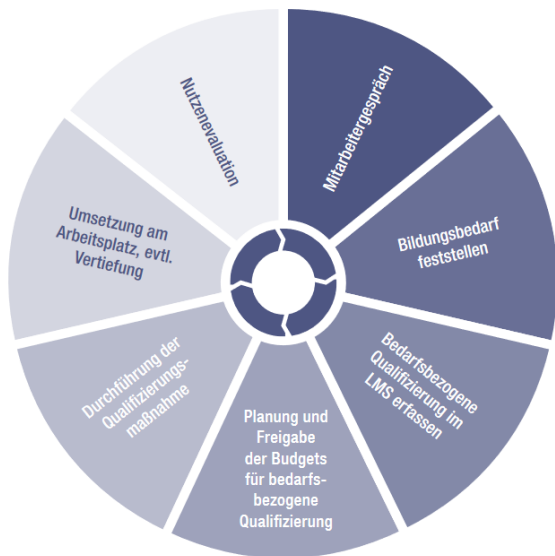 Mitarbeitergespräch
Bildungsbedarf
feststellen
Bedarfsbezogene
Qualifizierung im
LMS erfassen
Planung und
Freigabe
der Budgets
für bedarfs-
bezogene
Qualifizierung
Durchführung der
Qualifizierungs-
maßnahme
Umsetzung am
Arbeitsplatz, evtl.
Vertiefung
Nutzenevaluation